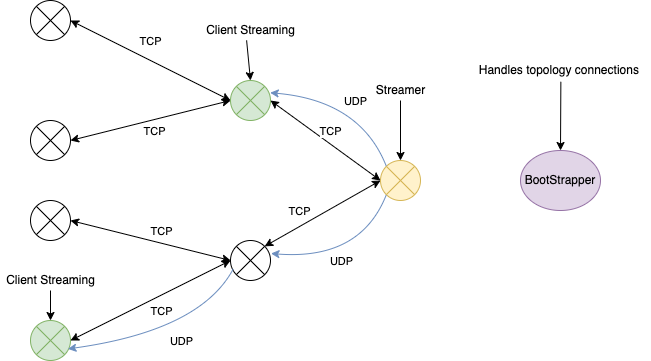 TCP
Client Streaming
Handles topology connections
Streamer
UDP
TCP
TCP
BootStrapper
TCP
TCP
UDP
Client Streaming
TCP
UDP